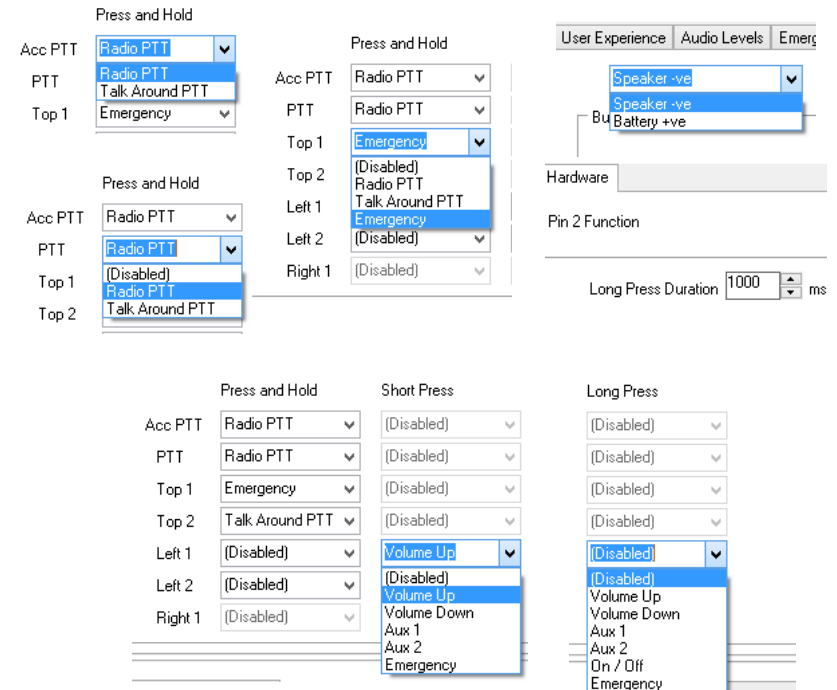 Press and Hold
Acc PTT Radio PTT
Radio PTT
PTT
Talk Around PTT
Top 1 Emergency
Press and Hold
Acc PTT Radio PTT
PTT Radio PTT
(Disabled)
Top 1
Radio PTT
Top 2 Talk Around PTT
Press and Hold
Acc PTT Radio PTT
PTT Radio PTT
Top 1 Emergency
(Disabled)
Top 2
Radio PTT
Left 1 Talk Around PTT
Emergency
Left 2 (Disabled)
Right 1 (Disabled)
User Experience Audio Levels Emerg
Speaker -ve
Speaker -ve
Bu
Battery +ve
Hardware
Pin 2 Function
Long Press Duration 1000 ms
Press and Hold Short Press Long Press
Acc PTT Radio PTT (Disabled) (Disabled)
PTT Radio PTT (Disabled) (Disabled)
Top 1 Emergency (Disabled) (Disabled)
Top 2 Talk Around PTT (Disabled) (Disabled)
Left 1 (Disabled) Volume Up (Disabled)
Left 2 (Disabled)
Right 1 (Disabled)
(Disabled)
Volume Up
Volume Down
Aux 1
Aux 2
Emergency
(Disabled)
Volume Up
Volume Down
Aux 1
Aux 2
On / Off
Emergency